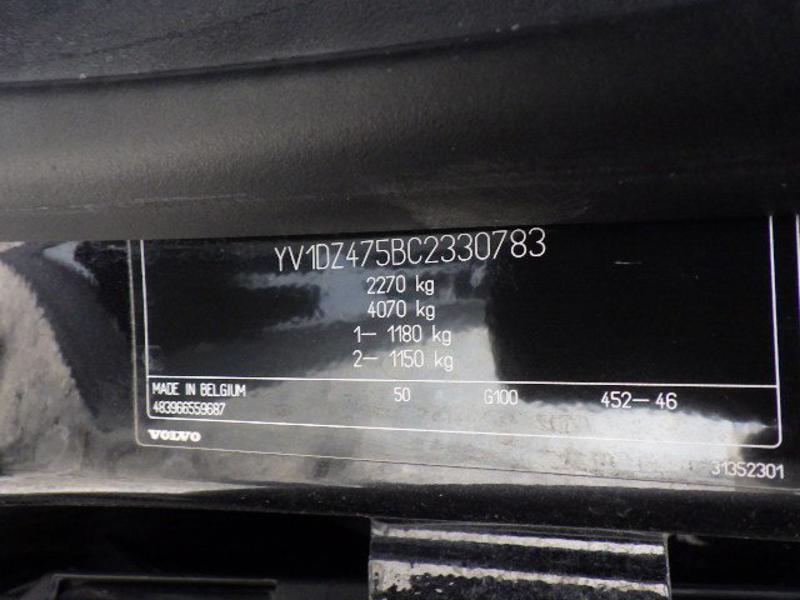 YV1DZ475BC2330783
2270 kg
4070 kg
1- 1180 kg
2- 1150 kg
MADE IN BELGIUM 50 G100 452-46
483966559687
VOLVO
31352301